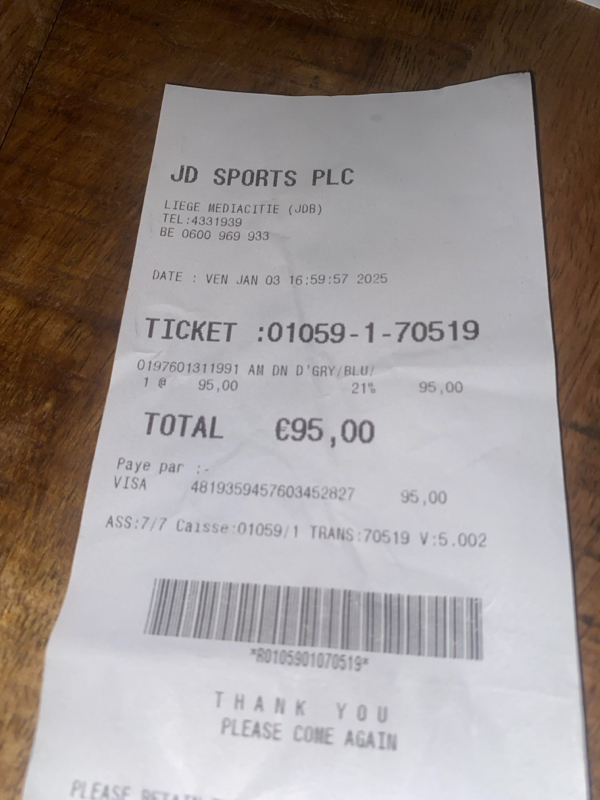 JD SPORTS PLC
LIEGE MEDIACITIE (JDB)
TEL:4331939
BE 0600 969 933
DATE : VEN JAN 03 16:59:57 2025
TICKET :01059-1-70519
0197601311991 AM DN D'GRY/BLU/
1 @ 95,00 21% 95,00
TOTAL €95,00
Paye par :-
VISA 4819359457603452827 95,00
ASS:7/7 Caisse:01059/1 TRANS:70519 V:5.002
*R0105901070519*
THANK YOU
PLEASE COME AGAIN
PLEASE RETAIN